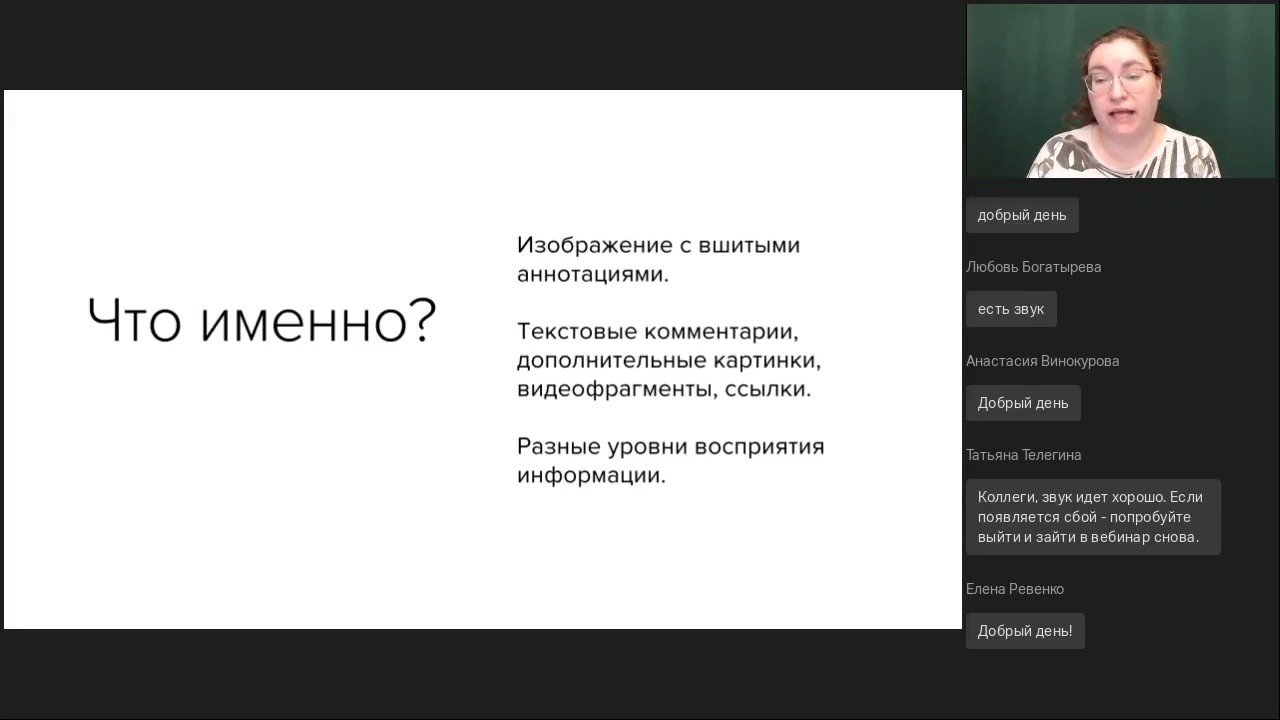 Что именно?
Изображение с вшитыми
аннотациями.
Текстовые комментарии,
дополнительные картинки,
видеофрагменты, ссылки.
Разные уровни восприятия
информации.
добрый день
Любовь Богатырева
есть звук
Анастасия Винокурова
Добрый день
Татьяна Телегина
Коллеги, звук идет хорошо. Если
появляется сбой - попробуйте
выйти и зайти в вебинар снова.
Елена Ревенко
Добрый день!